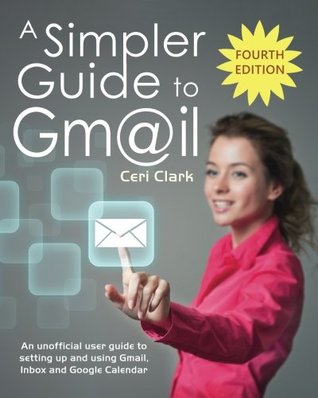 A Simpler
Guide to
Gm@il
FOURTH
EDITION
Ceri Clark
An unofficial user guide to
setting up and using Gmail,
Inbox and Google Calendar